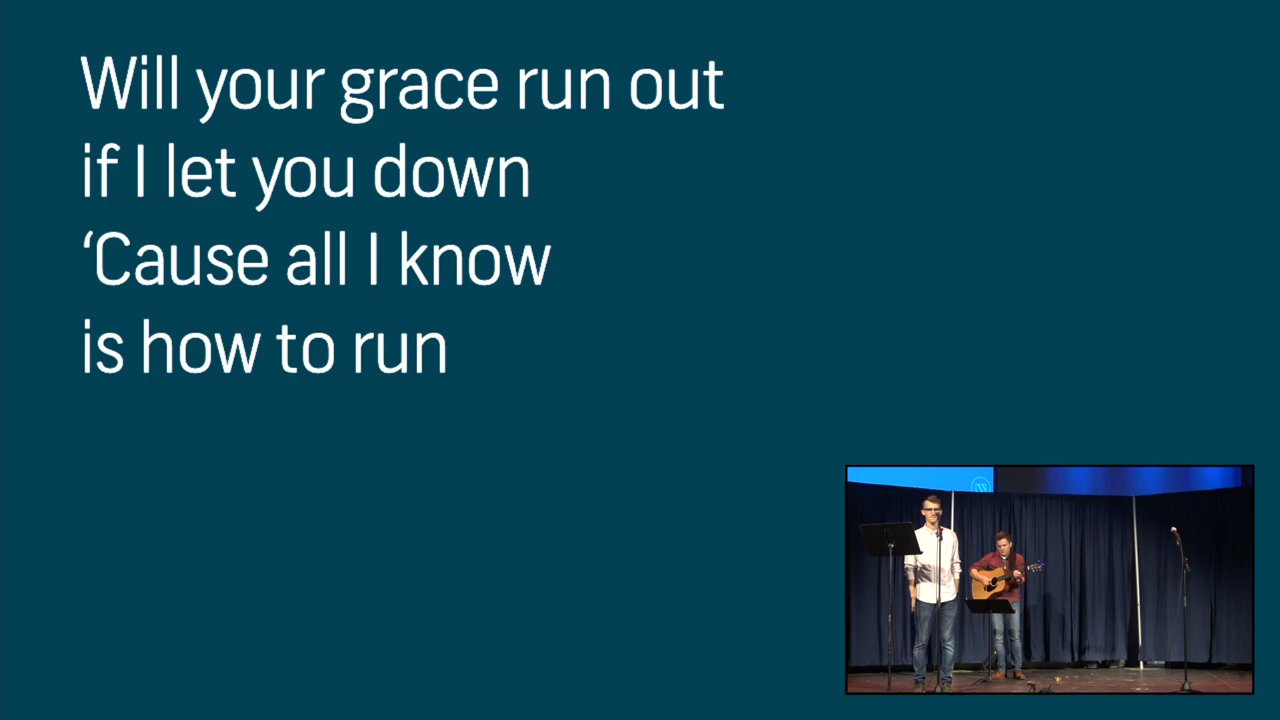 Will your grace run out
if I let you down
‘Cause all I know
is how to run